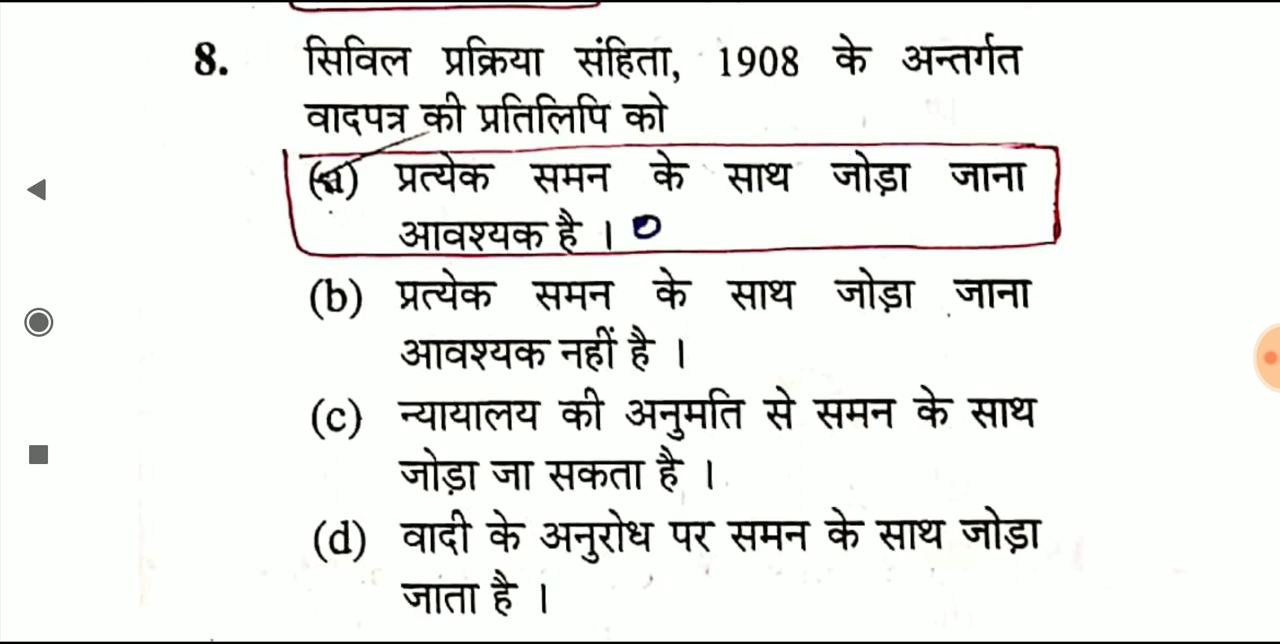 8. सिविल प्रक्रिया संहिता, 1908 के अन्तर्गत
वादपत्र की प्रतिलिपि को
(a) प्रत्येक समन के साथ जोड़ा जाना
आवश्यक है ।
(b) प्रत्येक समन के साथ जोड़ा जाना
आवश्यक नहीं है ।
(c) न्यायालय की अनुमति से समन के साथ
जोड़ा जा सकता है ।
(d) वादी के अनुरोध पर समन के साथ जोड़ा
जाता है ।